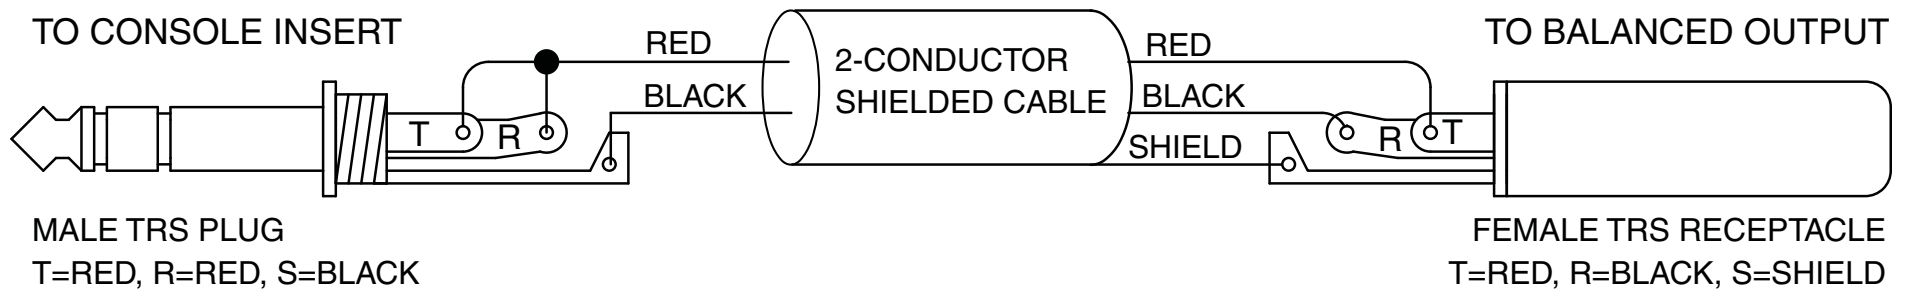 TO CONSOLE INSERT
TO BALANCED OUTPUT
RED
2-CONDUCTOR
SHIELDED CABLE
RED
BLACK
BLACK
T
R
R
T
SHIELD
MALE TRS PLUG
T=RED, R=RED, S=BLACK
FEMALE TRS RECEPTACLE
T=RED, R=BLACK, S=SHIELD